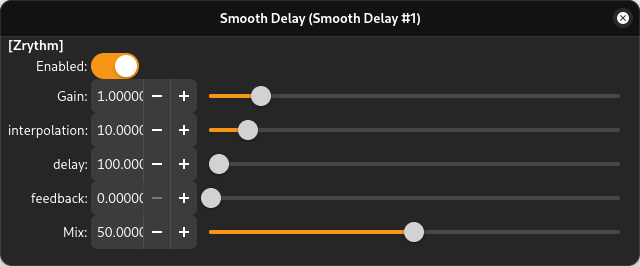 Smooth Delay (Smooth Delay #1)
[Zrythm]
Enabled:
Gain: 1.00000 − +
interpolation: 10.0000 − +
delay: 100.000 − +
feedback: 0.00000 − +
Mix: 50.0000 − +